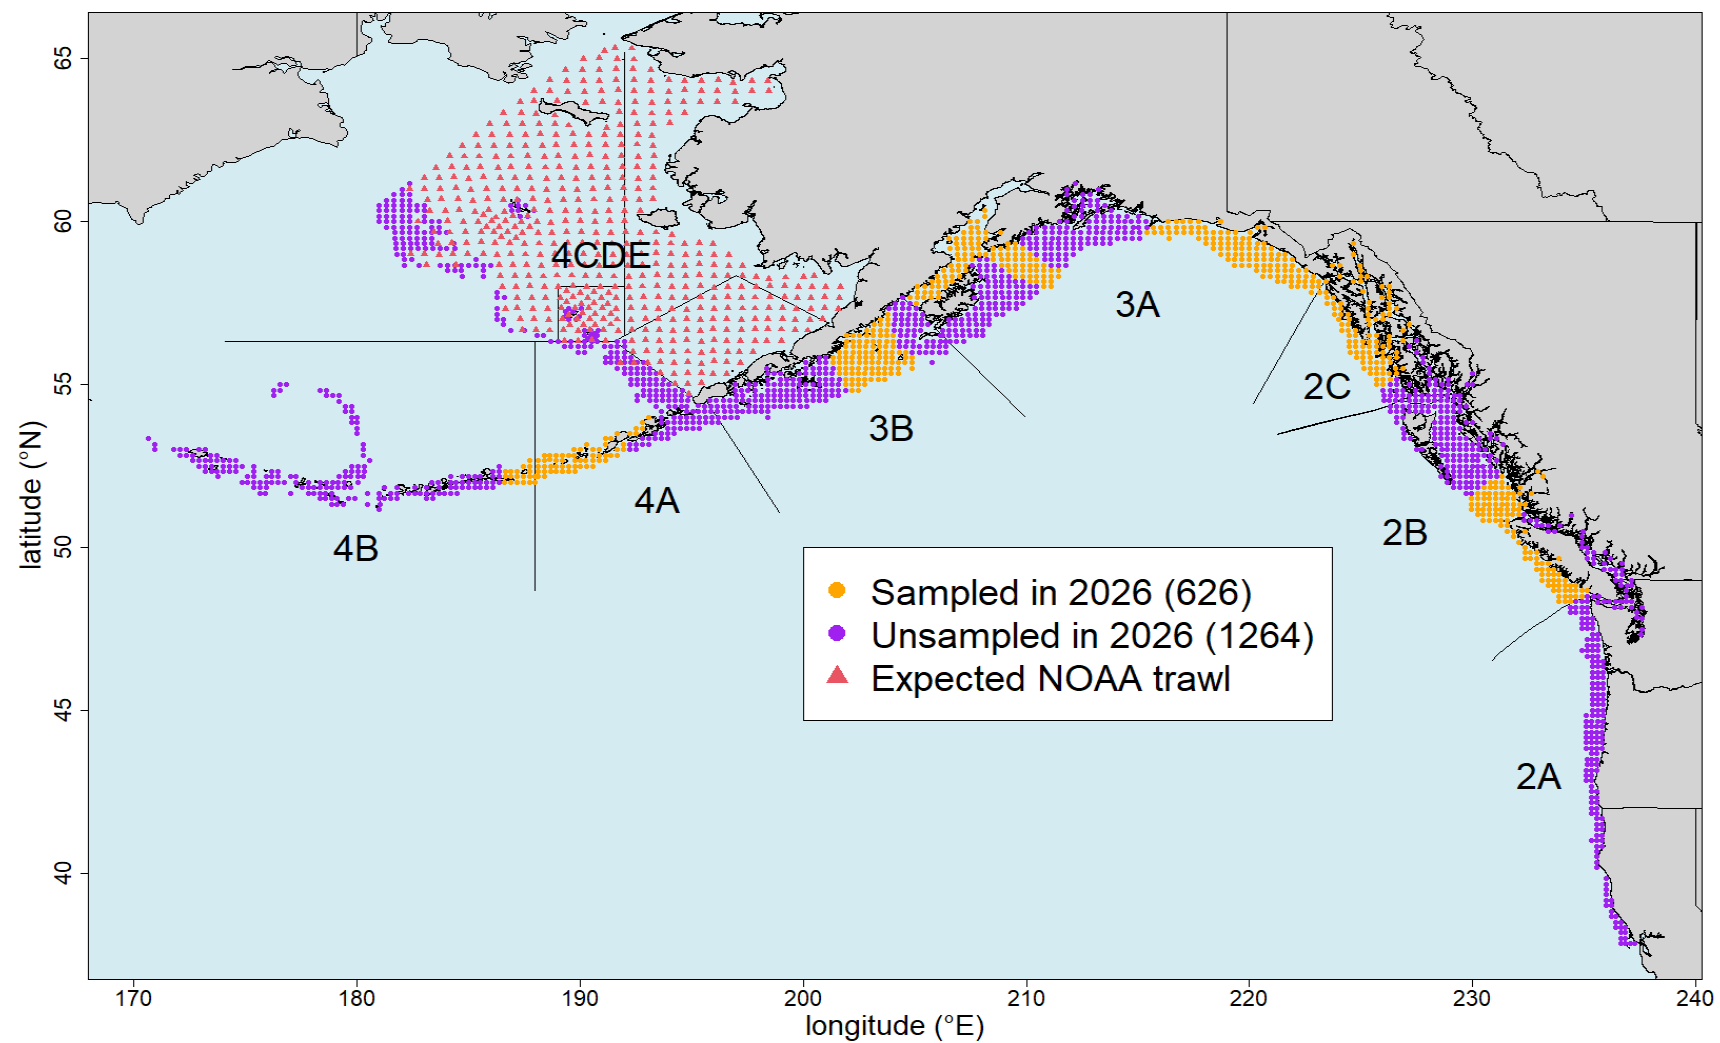 65
60
55
50
45
40
latitude (°N)
4CDE
3A
2C
3B
4A
2B
4B
2A
Sampled in 2026 (626)
Unsampled in 2026 (1264)
Expected NOAA trawl
170
180
190
200
210
220
230
240
longitude (°E)